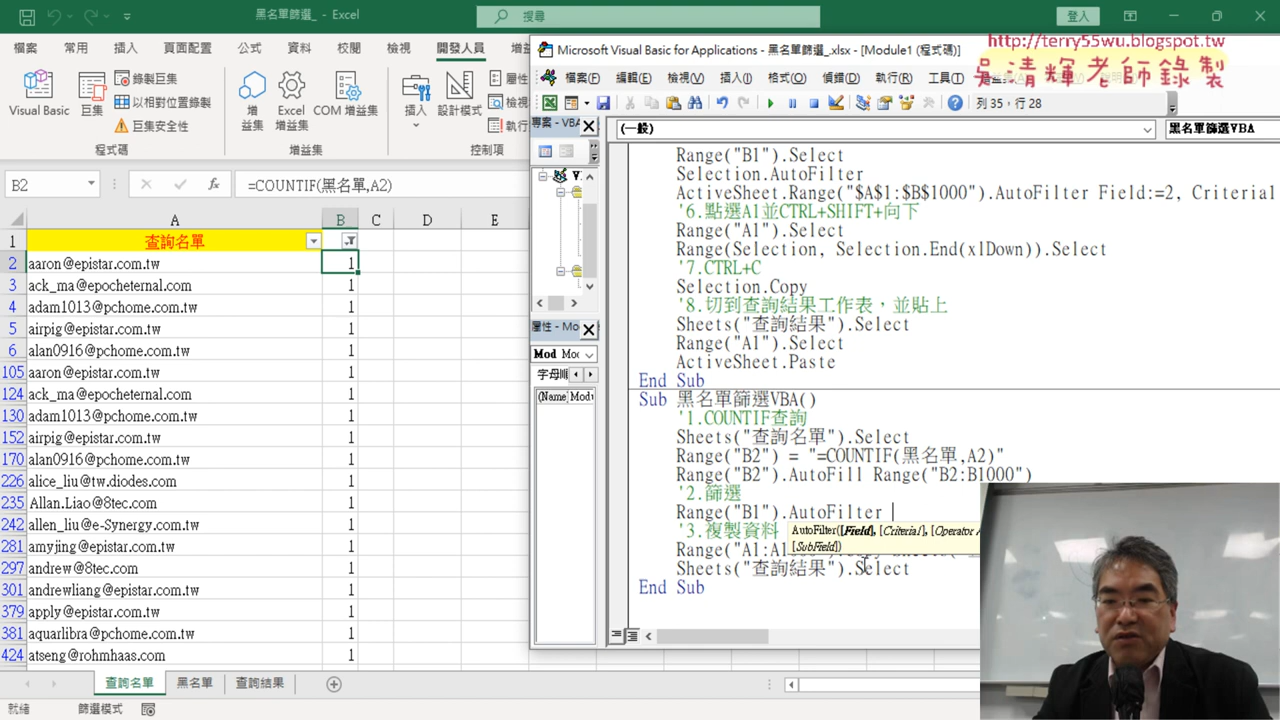 黑名單篩選_ - Excel
搜尋
登入
檔案 常用 插入 頁面配置 公式 資料 校閱 檢視 開發人員
Visual Basic
巨集
錄製巨集
以相對位置錄製
巨集安全性
程式碼
增益集
Excel 增益集
COM 增益集
增益集
插入
設計模式
控制項
http://terry55wu.blogspot.tw
吳清輝老師錄製
Microsoft Visual Basic for Applications - 黑名單篩選_.xlsx - [Module1 (程式碼)]
檔案(F) 編輯(E) 檢視(V) 插入(I) 格式(O) 偵錯(D) 執行(R) 工具(T)
列 35，行 28
專案 - VBA
(一般)
黑名單篩選VBA
B2
=COUNTIF(黑名單,A2)
A B C D E
1 查詢名單
2 aaron@epistar.com.tw 1
3 ack_ma@epocheternal.com 1
4 adam1013@pchome.com.tw 1
5 airpig@epistar.com.tw 1
6 alan0916@pchome.com.tw 1
105 aaron@epistar.com.tw 1
124 ack_ma@epocheternal.com 1
130 adam1013@pchome.com.tw 1
152 airpig@epistar.com.tw 1
170 alan0916@pchome.com.tw 1
226 alice_liu@tw.diodes.com 1
235 Allan.Liao@8tec.com 1
242 allen_liu@e-Synergy.com.tw 1
281 amyjing@epistar.com.tw 1
297 andrew@8tec.com 1
301 andrewliang@epistar.com.tw 1
379 apply@epistar.com.tw 1
381 aquarlibra@pchome.com.tw 1
424 atseng@rohmhaas.com 1
屬性 - Mo
Mod Moc
字母順
(Name) Modu
Range("B1").Select
Selection.AutoFilter
ActiveSheet.Range("$A$1:$B$1000").AutoFilter Field:=2, Criteria1
'6.點選A1並CTRL+SHIFT+向下
Range("A1").Select
Range(Selection, Selection.End(xlDown)).Select
'7.CTRL+C
Selection.Copy
'8.切到查詢結果工作表，並貼上
Sheets("查詢結果").Select
Range("A1").Select
ActiveSheet.Paste
End Sub
Sub 黑名單篩選VBA()
'1.COUNTIF查詢
Sheets("查詢名單").Select
Range("B2") = "=COUNTIF(黑名單,A2)"
Range("B2").AutoFill Range("B2:B1000")
'2.篩選
Range("B1").AutoFilter
'3.複製資料
AutoFilter([Field], [Criteria1], [Operator A
[SubField])
Range("A1:A1
Sheets("查詢結果").Select
End Sub
查詢名單 黑名單 查詢結果
就緒 篩選模式